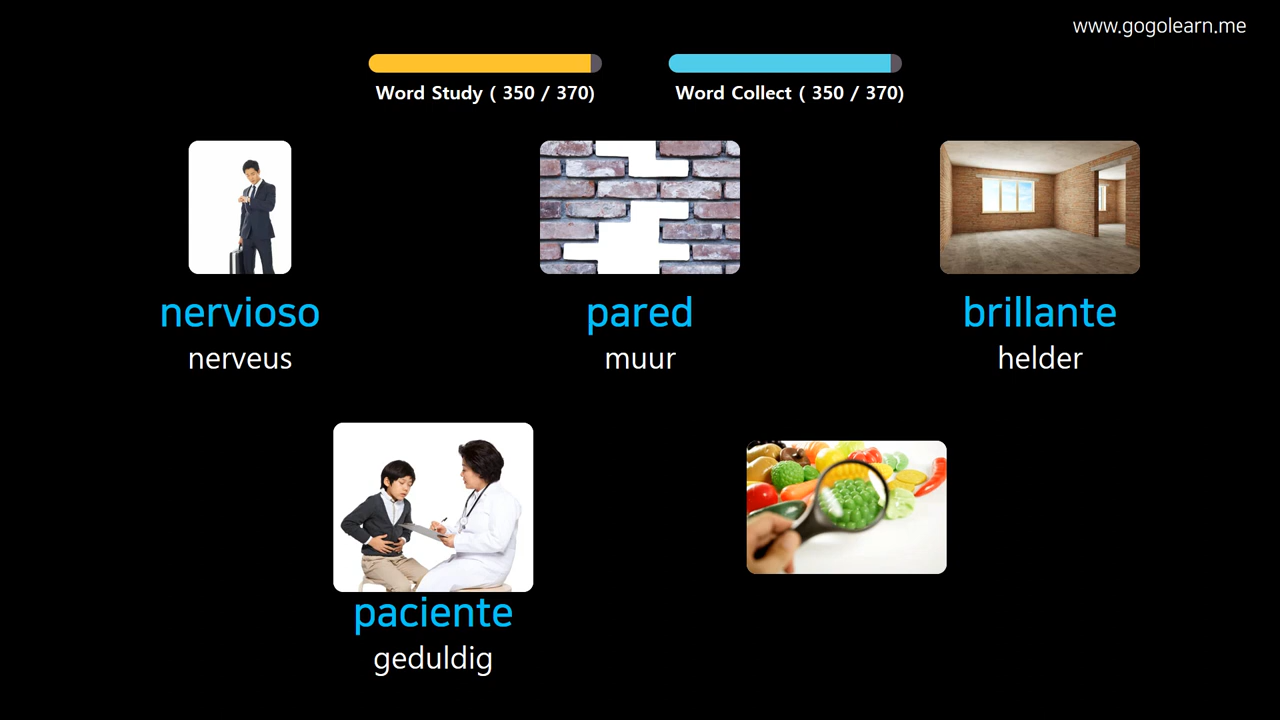 www.gogolearn.me
Word Study ( 350 / 370)
Word Collect ( 350 / 370)
nervioso
nerveus
pared
muur
brillante
helder
paciente
geduldig